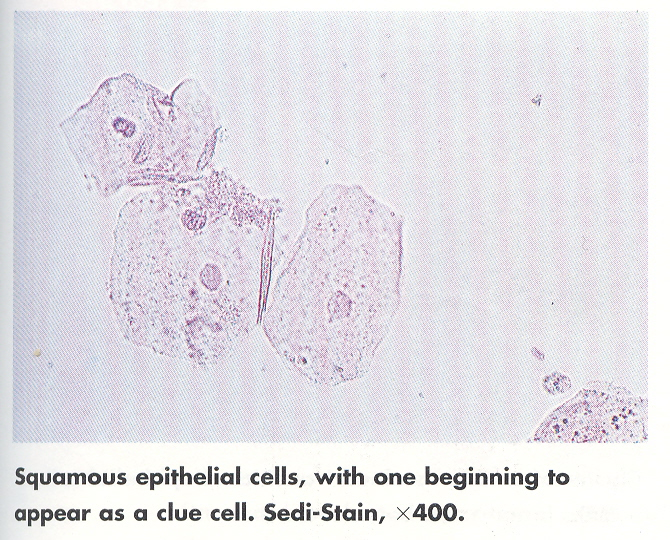 Squamous epithelial cells, with one beginning to
appear as a clue cell. Sedi-Stain, ×400.